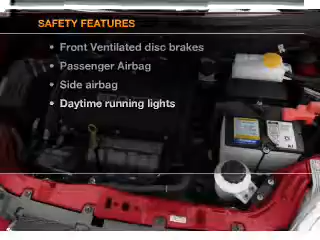 SAFETY FEATURES
• Front Ventilated disc brakes
• Passenger Airbag
• Side airbag
• Daytime running lights